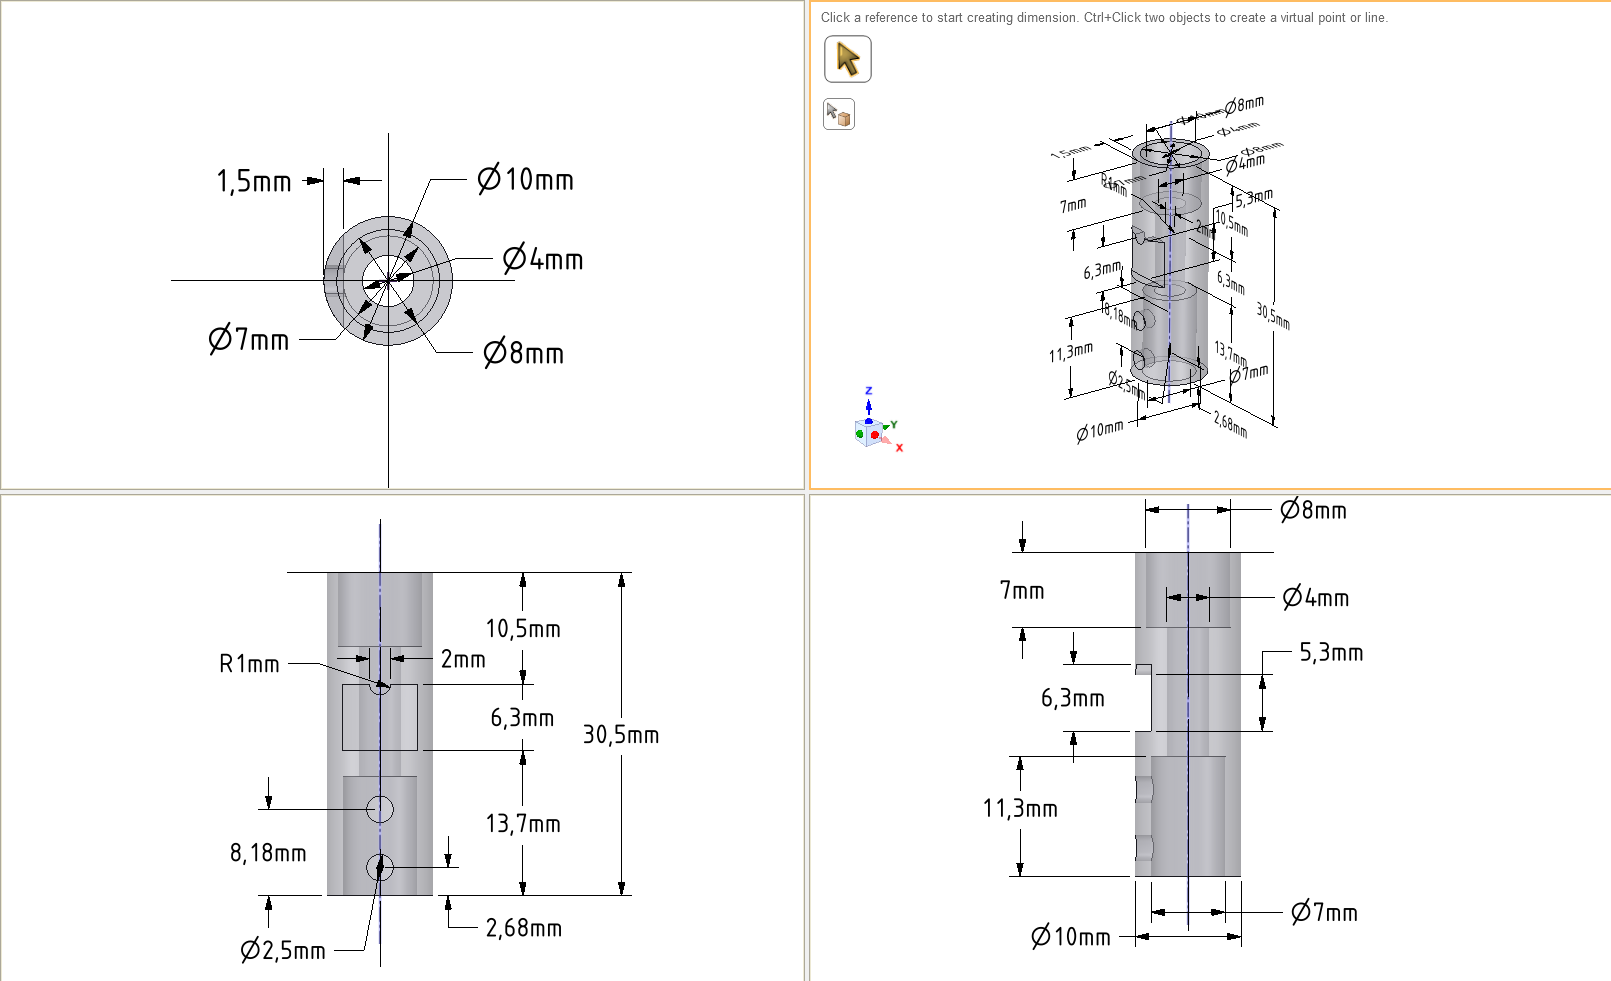 Click a reference to start creating dimension. Ctrl+Click two objects to create a virtual point or line.
1,5mm
Ø10mm
Ø4mm
Ø7mm
Ø8mm
Ø8mm
Ø4mm
1,5mm
Ø8mm
Ø4mm
7mm
5,3mm
10,5mm
6,3mm
6,3mm
30,5mm
8,18mm
11,3mm
13,7mm
Ø2,5mm
Ø7mm
Ø10mm
2,68mm
Z
Y
X
10,5mm
R1mm
2mm
6,3mm
30,5mm
13,7mm
8,18mm
2,68mm
Ø2,5mm
Ø8mm
7mm
Ø4mm
5,3mm
6,3mm
11,3mm
Ø7mm
Ø10mm